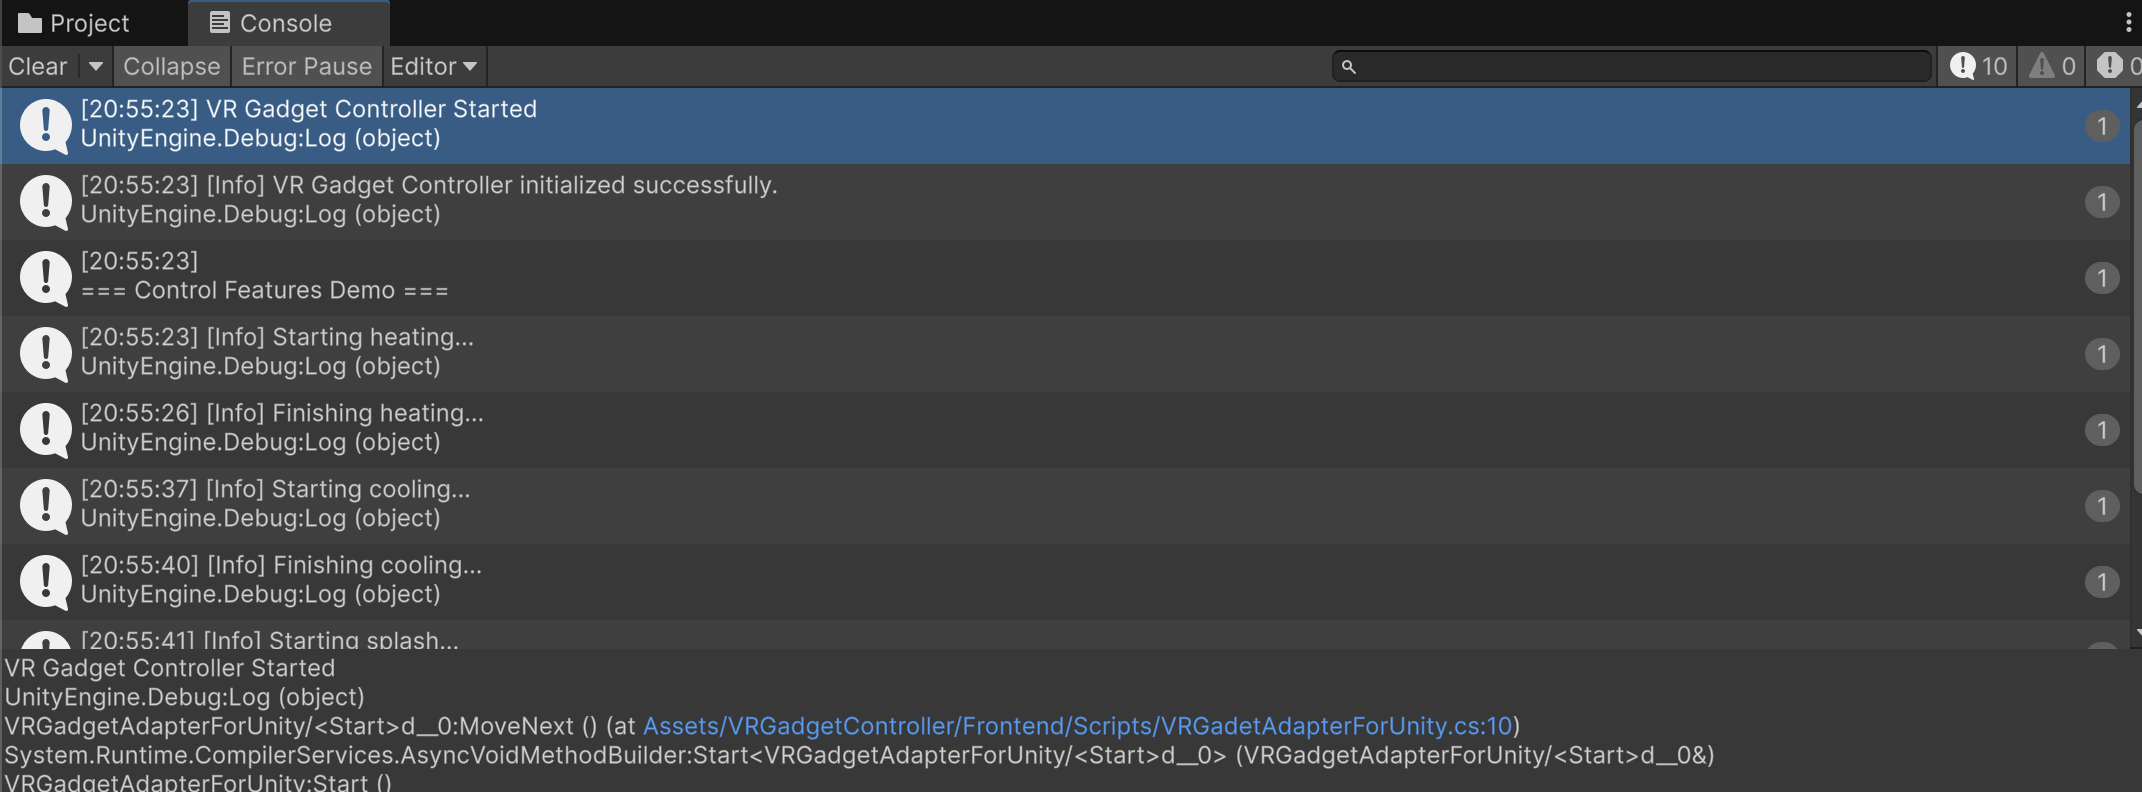 Project
Console
Clear
Collapse
Error Pause
Editor
10
0
0
[20:55:23] VR Gadget Controller Started
UnityEngine.Debug:Log (object)
1
[20:55:23] [Info] VR Gadget Controller initialized successfully.
UnityEngine.Debug:Log (object)
1
[20:55:23]
=== Control Features Demo ===
1
[20:55:23] [Info] Starting heating...
UnityEngine.Debug:Log (object)
1
[20:55:26] [Info] Finishing heating...
UnityEngine.Debug:Log (object)
1
[20:55:37] [Info] Starting cooling...
UnityEngine.Debug:Log (object)
1
[20:55:40] [Info] Finishing cooling...
UnityEngine.Debug:Log (object)
1
[20:55:41] [Info] Starting splash...
VR Gadget Controller Started
UnityEngine.Debug:Log (object)
VRGadgetAdapterForUnity/<Start>d__0:MoveNext () (at Assets/VRGadgetController/Frontend/Scripts/VRGadetAdapterForUnity.cs:10)
System.Runtime.CompilerServices.AsyncVoidMethodBuilder:Start<VRGadgetAdapterForUnity/<Start>d__0> (VRGadgetAdapterForUnity/<Start>d__0&)
VRGadgetAdapterForUnity:Start ()